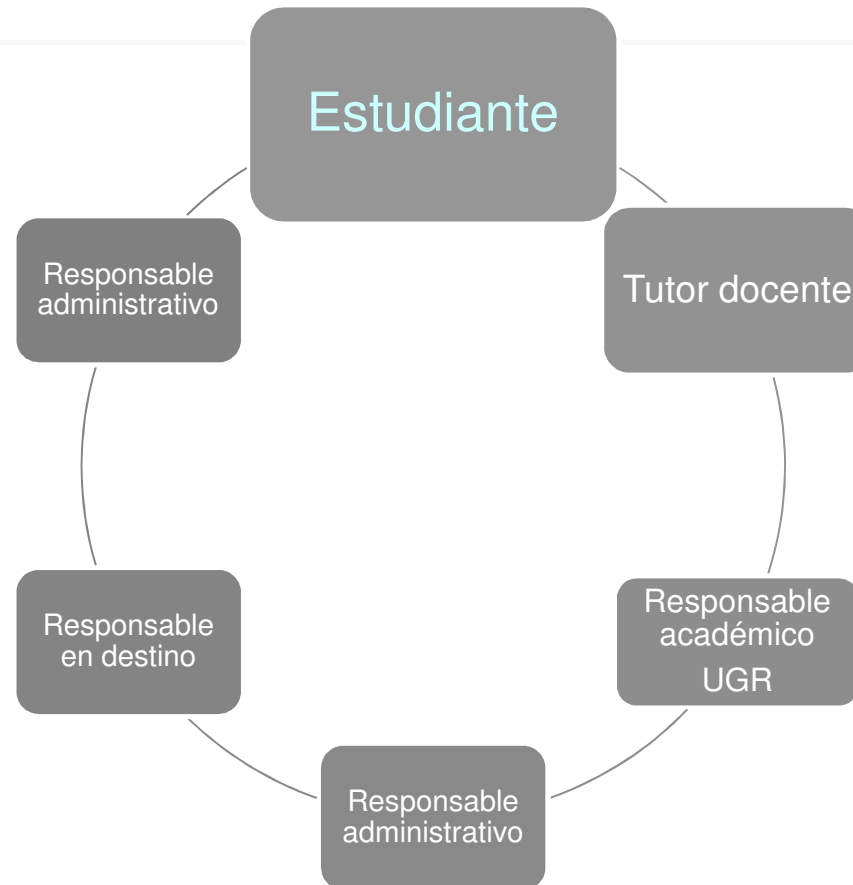 Estudiante
Tutor docente
Responsable
académico
UGR
Responsable
administrativo
Responsable
en destino
Responsable
administrativo